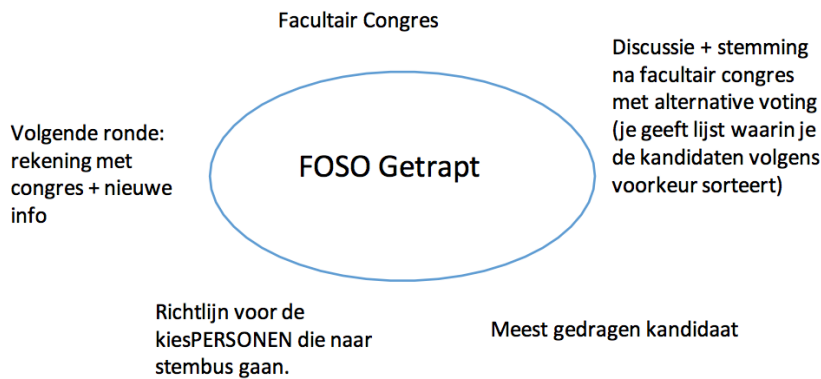 Facultair Congres
Discussie + stemming
na facultair congres
met alternative voting
(je geeft lijst waarin je
de kandidaten volgens
voorkeur sorteert)
Volgende ronde:
rekening met
congres + nieuwe
info
FOSO Getrapt
Richtlijn voor de
kiesPERSONEN die naar
stembus gaan.
Meest gedragen kandidaat